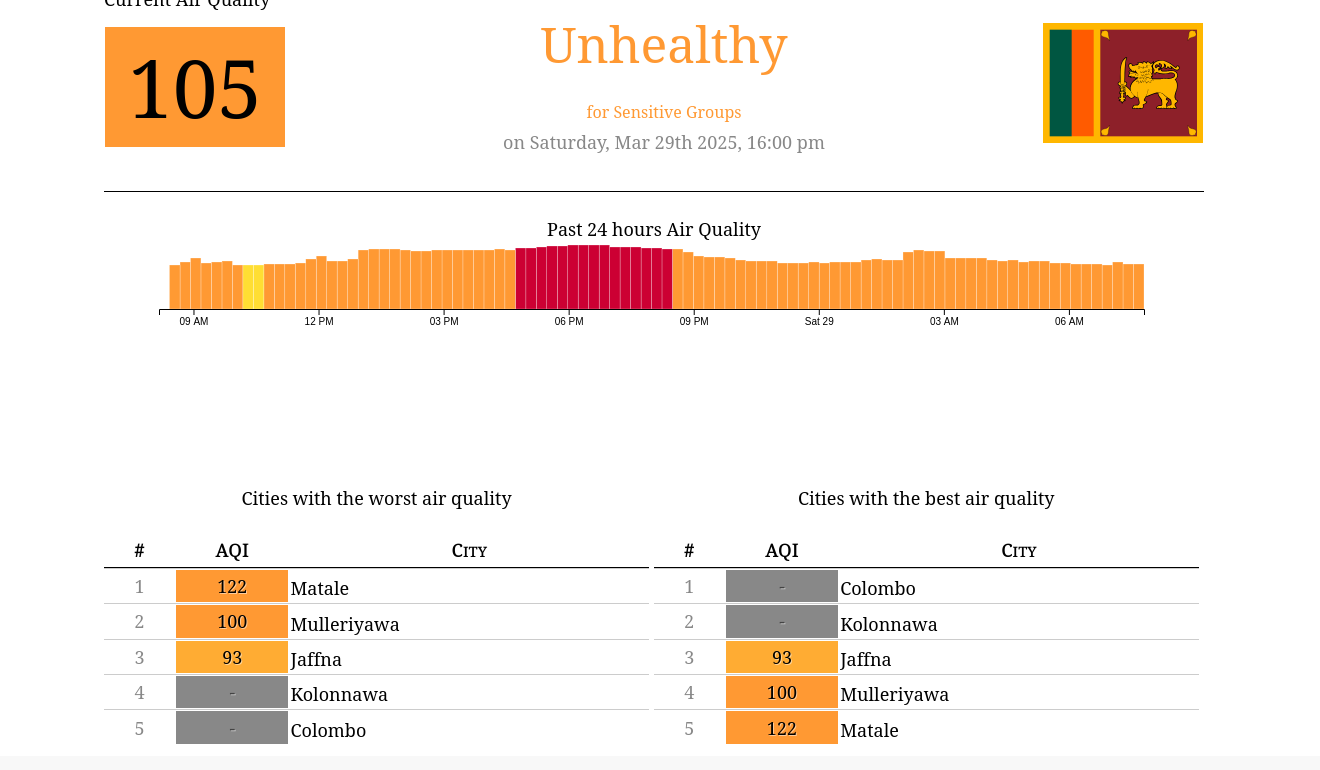 Current Air Quality
105
Unhealthy
for Sensitive Groups
on Saturday, Mar 29th 2025, 16:00 pm
Past 24 hours Air Quality
09 AM 12 PM 03 PM 06 PM 09 PM Sat 29 03 AM 06 AM
Cities with the worst air quality
# AQI City
1 122 Matale
2 100 Mulleriyawa
3 93 Jaffna
4 - Kolonnawa
5 - Colombo
Cities with the best air quality
# AQI City
1 - Colombo
2 - Kolonnawa
3 93 Jaffna
4 100 Mulleriyawa
5 122 Matale